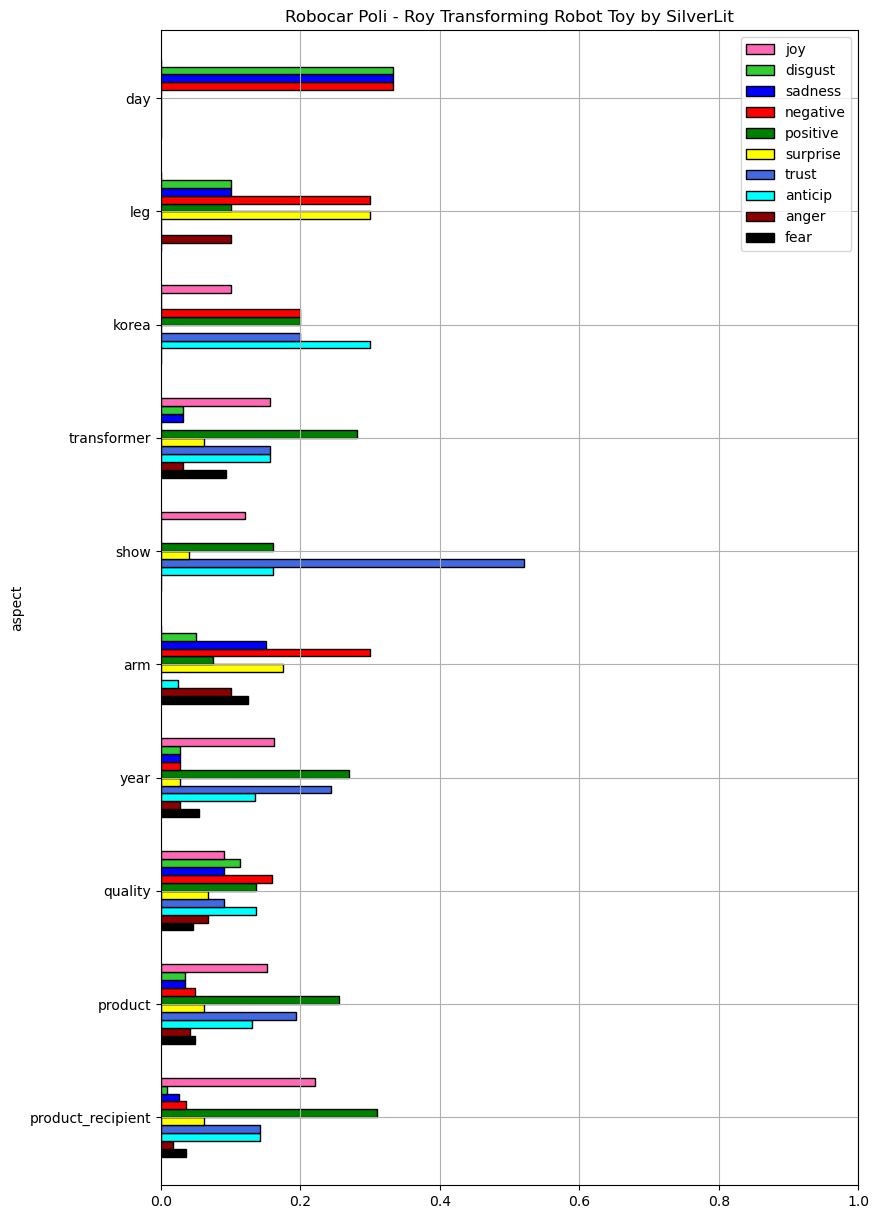 Robocar Poli - Roy Transforming Robot Toy by SilverLit
joy
disgust
sadness
negative
positive
surprise
trust
anticip
anger
fear
aspect
day
leg
korea
transformer
show
arm
year
quality
product
product_recipient
0.0 0.2 0.4 0.6 0.8 1.0